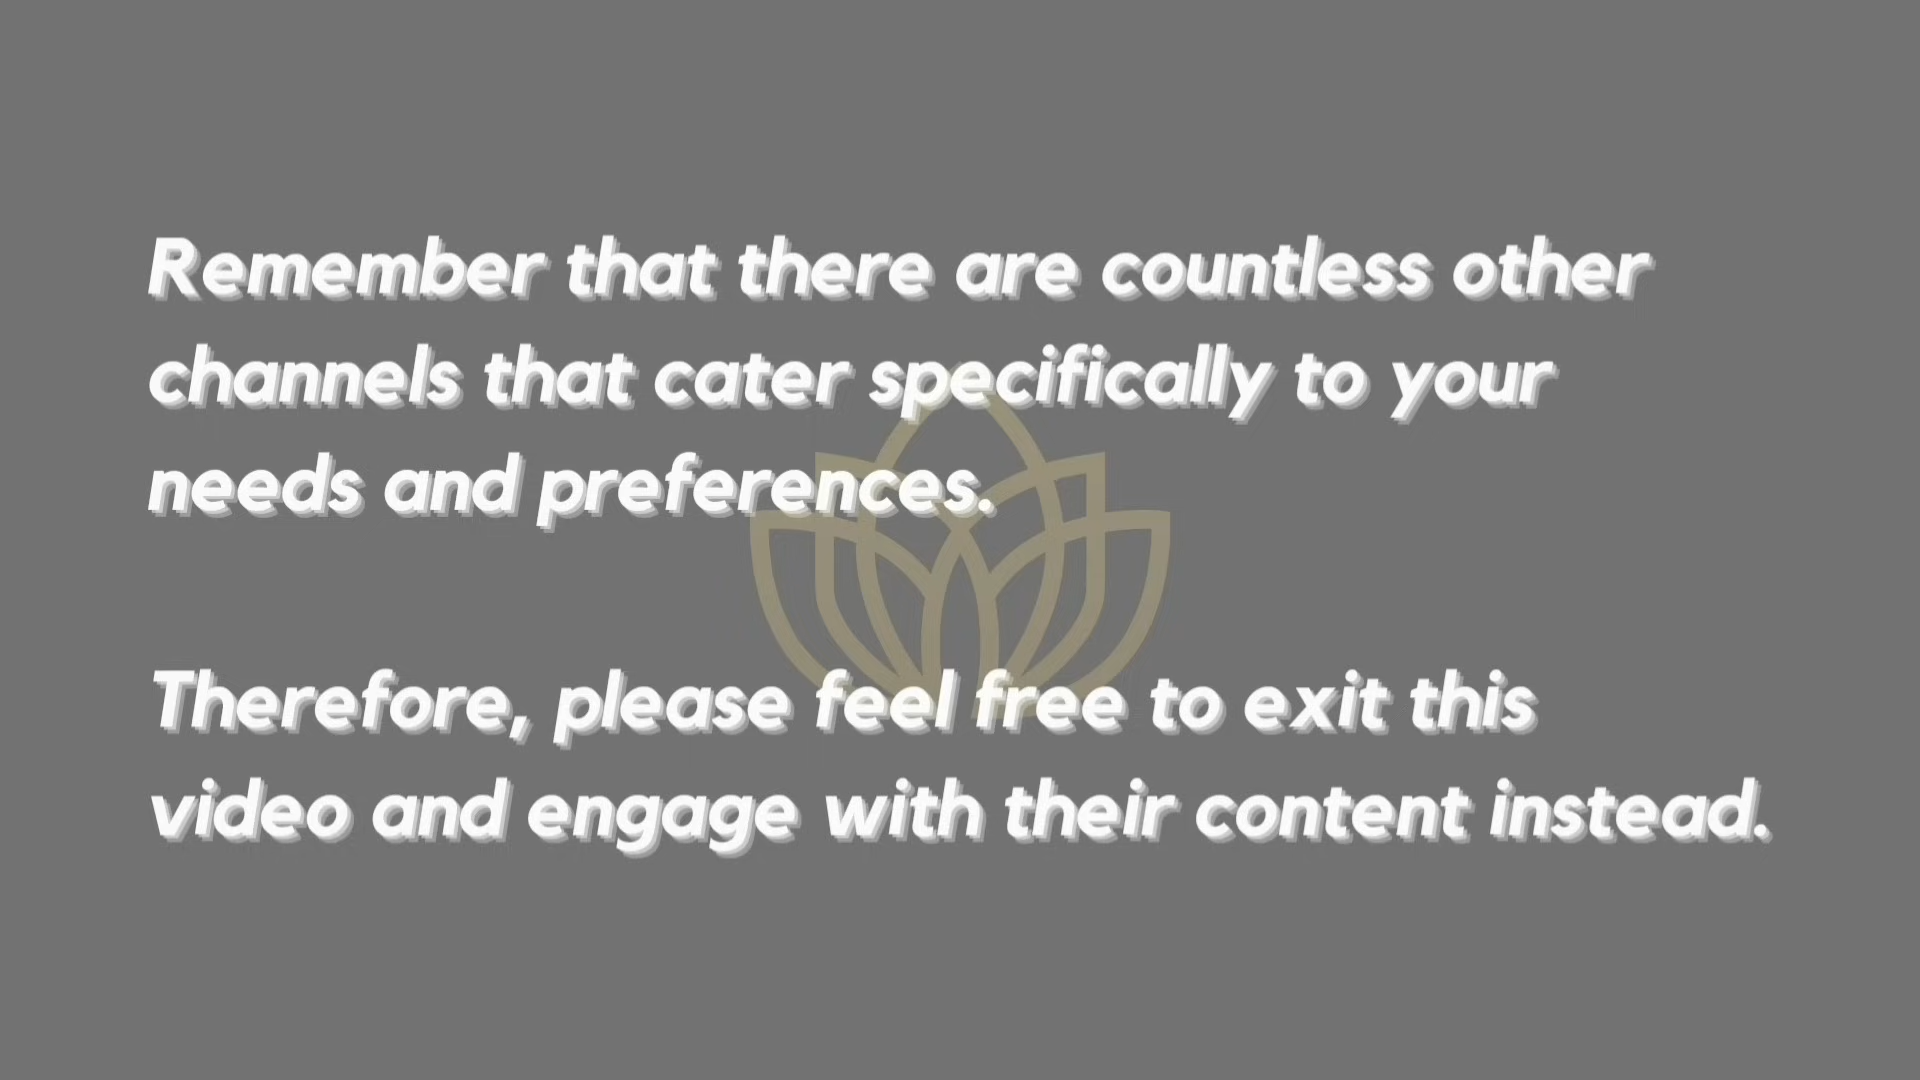 Remember that there are countless other
channels that cater specifically to your
needs and preferences.
Therefore, please feel free to exit this
video and engage with their content instead.